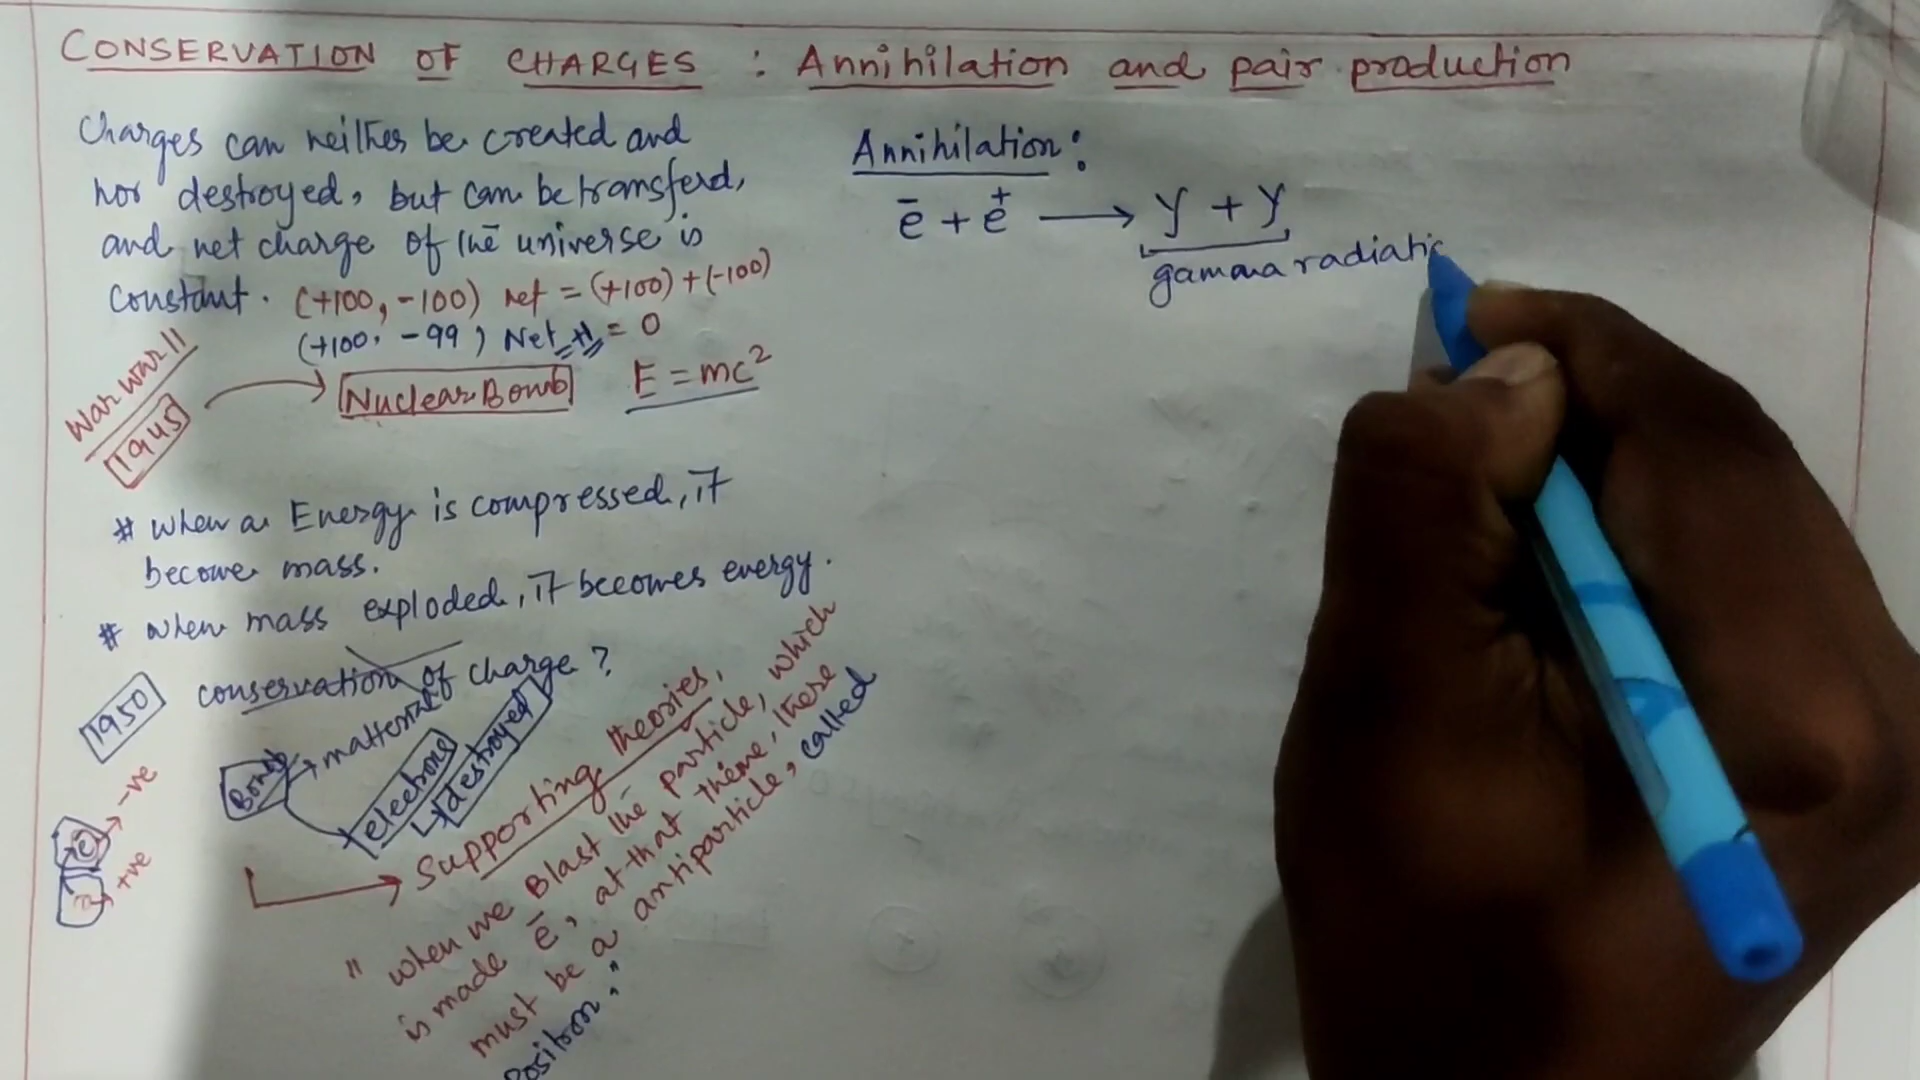 CONSERVATION OF CHARGES : Annihilation and pair production
Charges can neither be created and
nor destroyed, but can be transferd,
and net charge of the universe is
constant. (+100, -100) net = (+100) + (-100)
(+100, -99) Net +1 = 0
War War II
1945
Nuclear Bomb E = mc²
# when a Energy is compressed, it
become mass.
# when mass exploded, it becomes energy.
1950 conservation of charge ?
Bomb material
electrons
destroyed
-ve
e
+ve
Supporting theories,
" when we Blast the particle, which
is made ē, at that theme, there
must be a antiparticle, called
Positron."
Annihilation :
ē + e⁺ → γ + γ
gamma radiatio